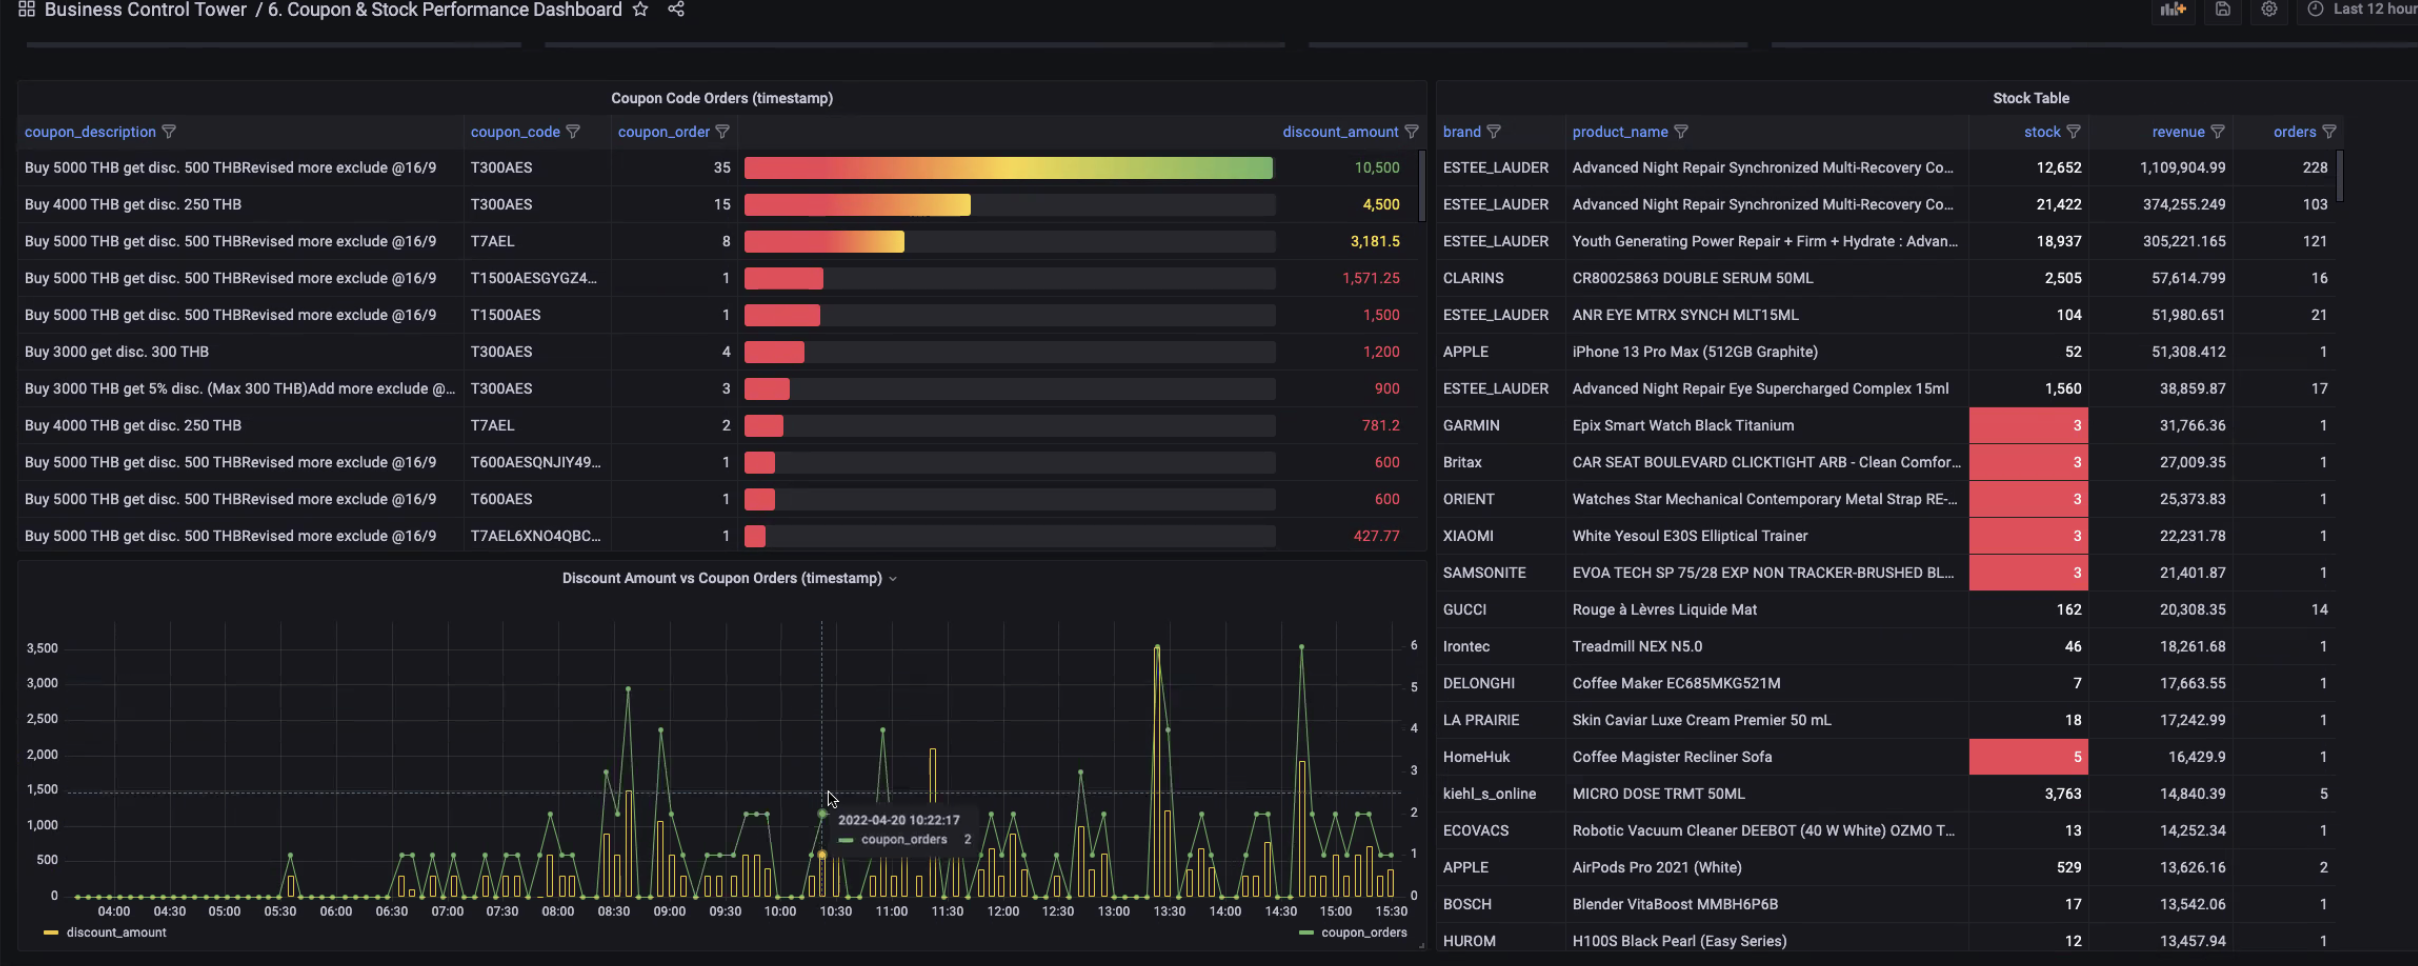 Business Control Tower / 6. Coupon & Stock Performance Dashboard
Last 12 hour
Coupon Code Orders (timestamp)
coupon_description coupon_code coupon_order discount_amount
Buy 5000 THB get disc. 500 THBRevised more exclude @16/9 T300AES 35 10,500
Buy 4000 THB get disc. 250 THB T300AES 15 4,500
Buy 5000 THB get disc. 500 THBRevised more exclude @16/9 T7AEL 8 3,181.5
Buy 5000 THB get disc. 500 THBRevised more exclude @16/9 T1500AESGYGZ4... 1 1,571.25
Buy 5000 THB get disc. 500 THBRevised more exclude @16/9 T1500AES 1 1,500
Buy 3000 get disc. 300 THB T300AES 4 1,200
Buy 3000 THB get 5% disc. (Max 300 THB)Add more exclude @... T300AES 3 900
Buy 4000 THB get disc. 250 THB T7AEL 2 781.2
Buy 5000 THB get disc. 500 THBRevised more exclude @16/9 T600AESQNJIY49... 1 600
Buy 5000 THB get disc. 500 THBRevised more exclude @16/9 T600AES 1 600
Buy 5000 THB get disc. 500 THBRevised more exclude @16/9 T7AEL6XNO4QBC... 1 427.77
Discount Amount vs Coupon Orders (timestamp)
3,500 6
3,000 5
2,500 4
2,000
1,500 3
1,000 2
500 1
0 0
2022-04-20 10:22:17
coupon_orders 2
04:00 04:30 05:00 05:30 06:00 06:30 07:00 07:30 08:00 08:30 09:00 09:30 10:00 10:30 11:00 11:30 12:00 12:30 13:00 13:30 14:00 14:30 15:00 15:30
discount_amount coupon_orders
Stock Table
brand product_name stock revenue orders
ESTEE_LAUDER Advanced Night Repair Synchronized Multi-Recovery Co... 12,652 1,109,904.99 228
ESTEE_LAUDER Advanced Night Repair Synchronized Multi-Recovery Co... 21,422 374,255.249 103
ESTEE_LAUDER Youth Generating Power Repair + Firm + Hydrate : Advan... 18,937 305,221.165 121
CLARINS CR80025863 DOUBLE SERUM 50ML 2,505 57,614.799 16
ESTEE_LAUDER ANR EYE MTRX SYNCH MLT15ML 104 51,980.651 21
APPLE iPhone 13 Pro Max (512GB Graphite) 52 51,308.412 1
ESTEE_LAUDER Advanced Night Repair Eye Supercharged Complex 15ml 1,560 38,859.87 17
GARMIN Epix Smart Watch Black Titanium 3 31,766.36 1
Britax CAR SEAT BOULEVARD CLICKTIGHT ARB - Clean Comfor... 3 27,009.35 1
ORIENT Watches Star Mechanical Contemporary Metal Strap RE-... 3 25,373.83 1
XIAOMI White Yesoul E30S Elliptical Trainer 3 22,231.78 1
SAMSONITE EVOA TECH SP 75/28 EXP NON TRACKER-BRUSHED BL... 3 21,401.87 1
GUCCI Rouge à Lèvres Liquide Mat 162 20,308.35 14
Irontec Treadmill NEX N5.0 46 18,261.68 1
DELONGHI Coffee Maker EC685MKG521M 7 17,663.55 1
LA PRAIRIE Skin Caviar Luxe Cream Premier 50 mL 18 17,242.99 1
HomeHuk Coffee Magister Recliner Sofa 5 16,429.9 1
kiehl_s_online MICRO DOSE TRMT 50ML 3,763 14,840.39 5
ECOVACS Robotic Vacuum Cleaner DEEBOT (40 W White) OZMO T... 13 14,252.34 1
APPLE AirPods Pro 2021 (White) 529 13,626.16 2
BOSCH Blender VitaBoost MMBH6P6B 17 13,542.06 1
HUROM H100S Black Pearl (Easy Series) 12 13,457.94 1